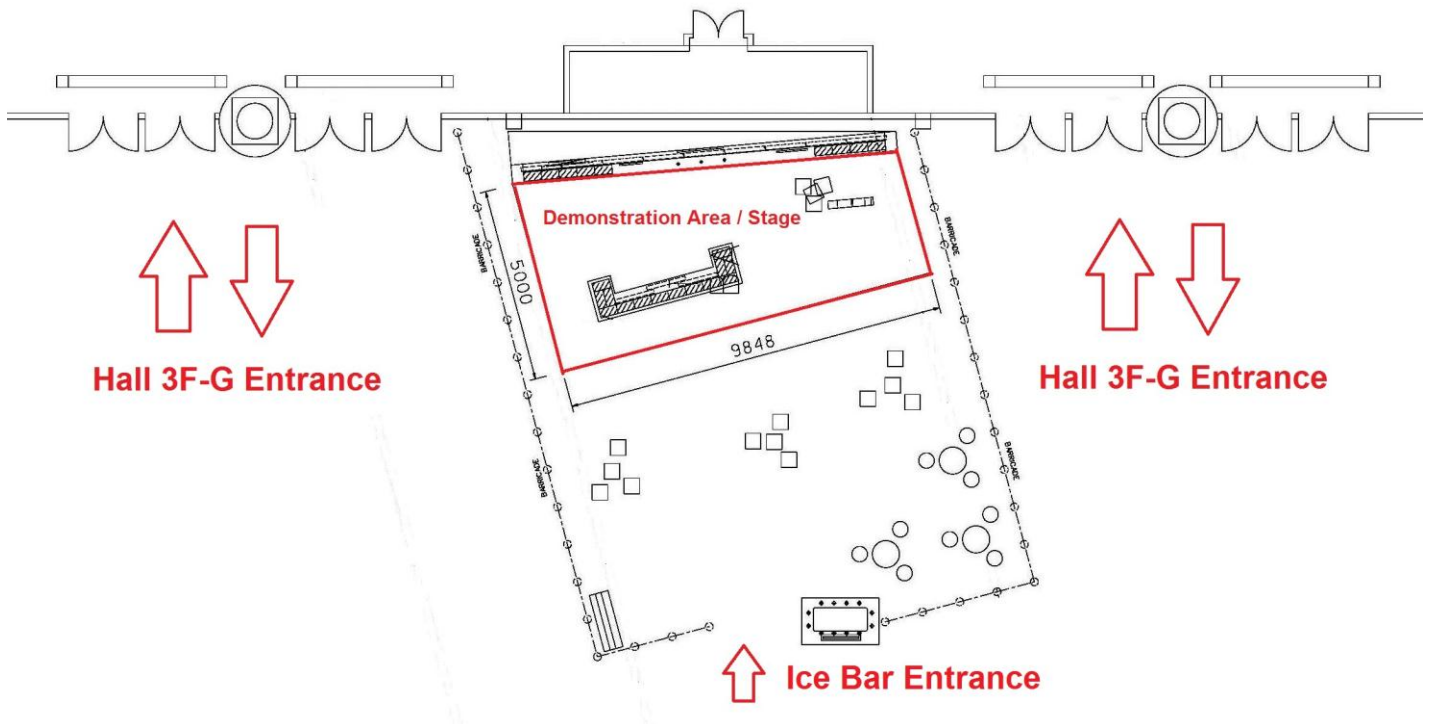 BARRICADE
BARRICADE
Demonstration Area / Stage
5000
9848
Hall 3F-G Entrance
Hall 3F-G Entrance
BARRICADE
BARRICADE
Ice Bar Entrance